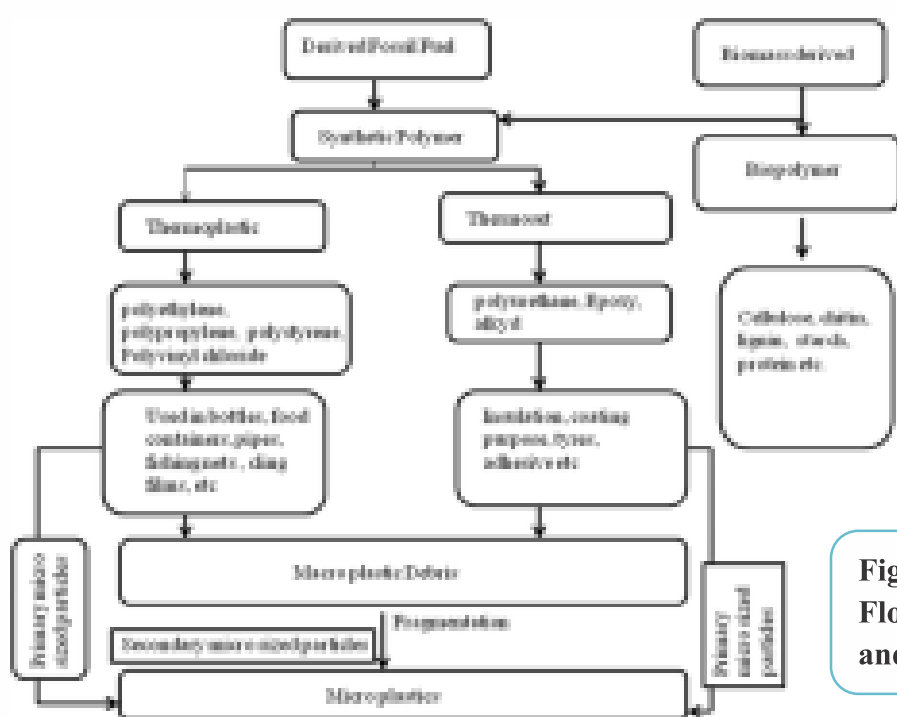 Derived Fossil Fuel
Biomass derived
Synthetic Polymer
Biopolymer
Thermoplastic
Thermoset
polyethylene,
polypropylene, polystyrene,
Polyvinyl chloride
polyurethane, Epoxy,
alkyd
Cellulose, chitin,
lignin, starch,
protein etc.
Used in bottles, food
containers, pipes,
fishing nets, cling
films, etc
Insulation, coating
purpose, tyres,
adhesive etc
Primary micro
sized particles
Macro plastic Debris
Primary
micro sized
particles
Fragmentation
Secondary micro sized particles
Microplastics
Fig
Flo
and